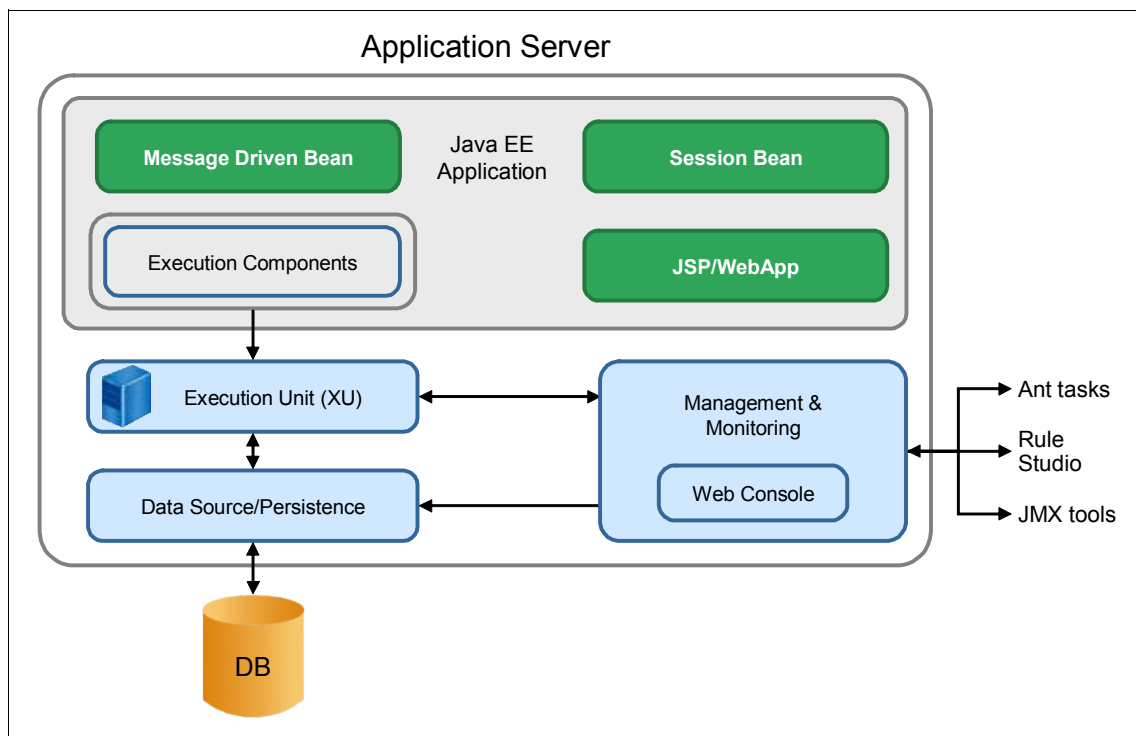 Application Server
Message Driven Bean
Java EE
Application
Session Bean
Execution Components
JSP/WebApp
Execution Unit (XU)
Management &
Monitoring
Web Console
Data Source/Persistence
Ant tasks
Rule
Studio
JMX tools
DB